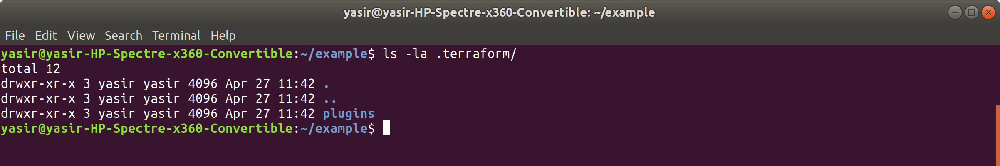 yasir@yasir-HP-Spectre-x360-Convertible: ~/example
File Edit View Search Terminal Help
yasir@yasir-HP-Spectre-x360-Convertible:~/example$ ls -la .terraform/
total 12
drwxr-xr-x 3 yasir yasir 4096 Apr 27 11:42 .
drwxr-xr-x 3 yasir yasir 4096 Apr 27 11:42 ..
drwxr-xr-x 3 yasir yasir 4096 Apr 27 11:42 plugins
yasir@yasir-HP-Spectre-x360-Convertible:~/example$